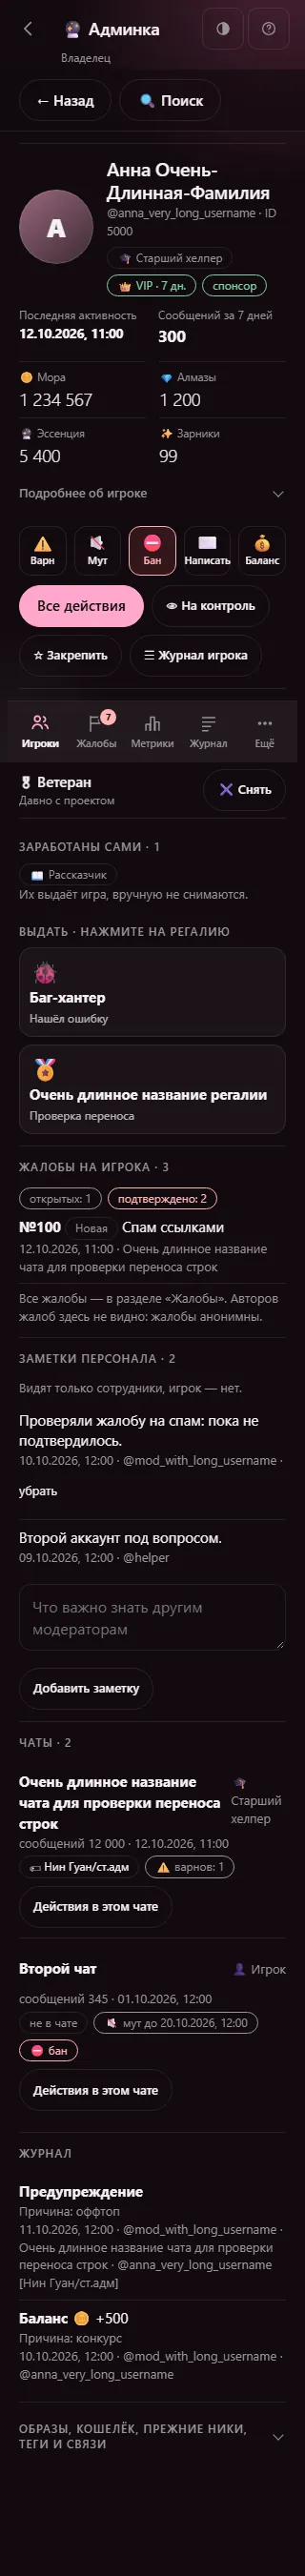 Админка
Владелец
← Назад
Поиск
Анна Очень-
Длинная-Фамилия
@anna_very_long_username · ID
5000
Старший хелпер
VIP · 7 дн.
спонсор
Последняя активность
12.10.2026, 11:00
Сообщений за 7 дней
300
Мора
1 234 567
Алмазы
1 200
Эссенция
5 400
Зарники
99
Подробнее об игроке
Варн
Мут
Бан
Написать
Баланс
Все действия
На контроль
☆ Закрепить
☰ Журнал игрока
Игроки
7
Жалобы
Метрики
Журнал
Ещё
Ветеран
Давно с проектом
Снять
ЗАРАБОТАНЫ САМИ · 1
Рассказчик
Их выдаёт игра, вручную не снимаются.
ВЫДАТЬ · НАЖМИТЕ НА РЕГАЛИЮ
Баг-хантер
Нашёл ошибку
Очень длинное название регалии
Проверка переноса
ЖАЛОБЫ НА ИГРОКА · 3
открытых: 1
подтверждено: 2
№100 Новая Спам ссылками
12.10.2026, 11:00 · Очень длинное название
чата для проверки переноса строк
Все жалобы — в разделе «Жалобы». Авторов
жалоб здесь не видно: жалобы анонимны.
ЗАМЕТКИ ПЕРСОНАЛА · 2
Видят только сотрудники, игрок — нет.
Проверяли жалобу на спам: пока не
подтвердилось.
10.10.2026, 12:00 · @mod_with_long_username ·
убрать
Второй аккаунт под вопросом.
09.10.2026, 12:00 · @helper
Что важно знать другим
модераторам
Добавить заметку
ЧАТЫ · 2
Очень длинное название
чата для проверки переноса
строк
Старший
хелпер
сообщений 12 000 · 12.10.2026, 11:00
Нин Гуан/ст.адм
варнов: 1
Действия в этом чате
Второй чат
Игрок
сообщений 345 · 01.10.2026, 12:00
не в чате
мут до 20.10.2026, 12:00
бан
Действия в этом чате
ЖУРНАЛ
Предупреждение
Причина: оффтоп
11.10.2026, 12:00 · @mod_with_long_username ·
Очень длинное название чата для проверки
переноса строк · @anna_very_long_username
[Нин Гуан/ст.адм]
Баланс +500
Причина: конкурс
10.10.2026, 12:00 · @mod_with_long_username ·
@anna_very_long_username
ОБРАЗЫ, КОШЕЛЁК, ПРЕЖНИЕ НИКИ,
ТЕГИ И СВЯЗИ